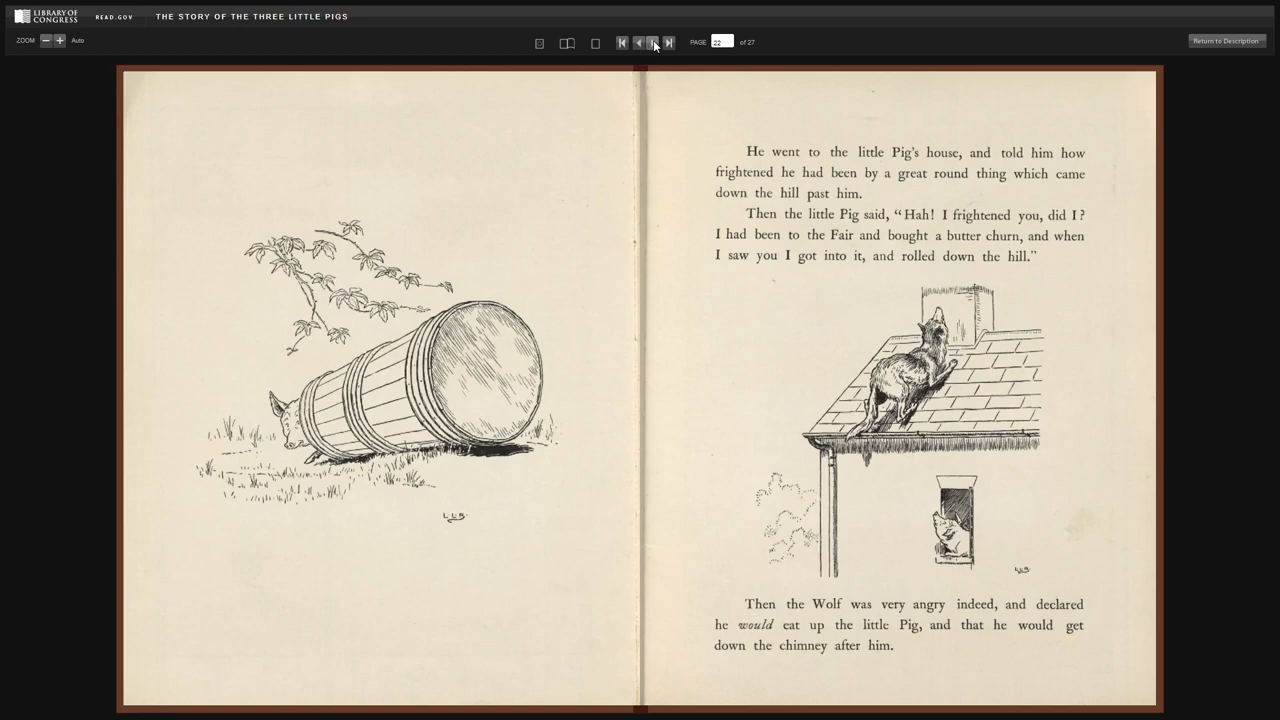 LIBRARY OF
CONGRESS
READ.GOV
THE STORY OF THE THREE LITTLE PIGS
ZOOM
Auto
PAGE 22 of 27
Return to Description
He went to the little Pig's house, and told him how
frightened he had been by a great round thing which came
down the hill past him.
Then the little Pig said, “Hah! I frightened you, did I?
I had been to the Fair and bought a butter churn, and when
I saw you I got into it, and rolled down the hill.”
L.L.B.
L.L.B.
Then the Wolf was very angry indeed, and declared
he would eat up the little Pig, and that he would get
down the chimney after him.